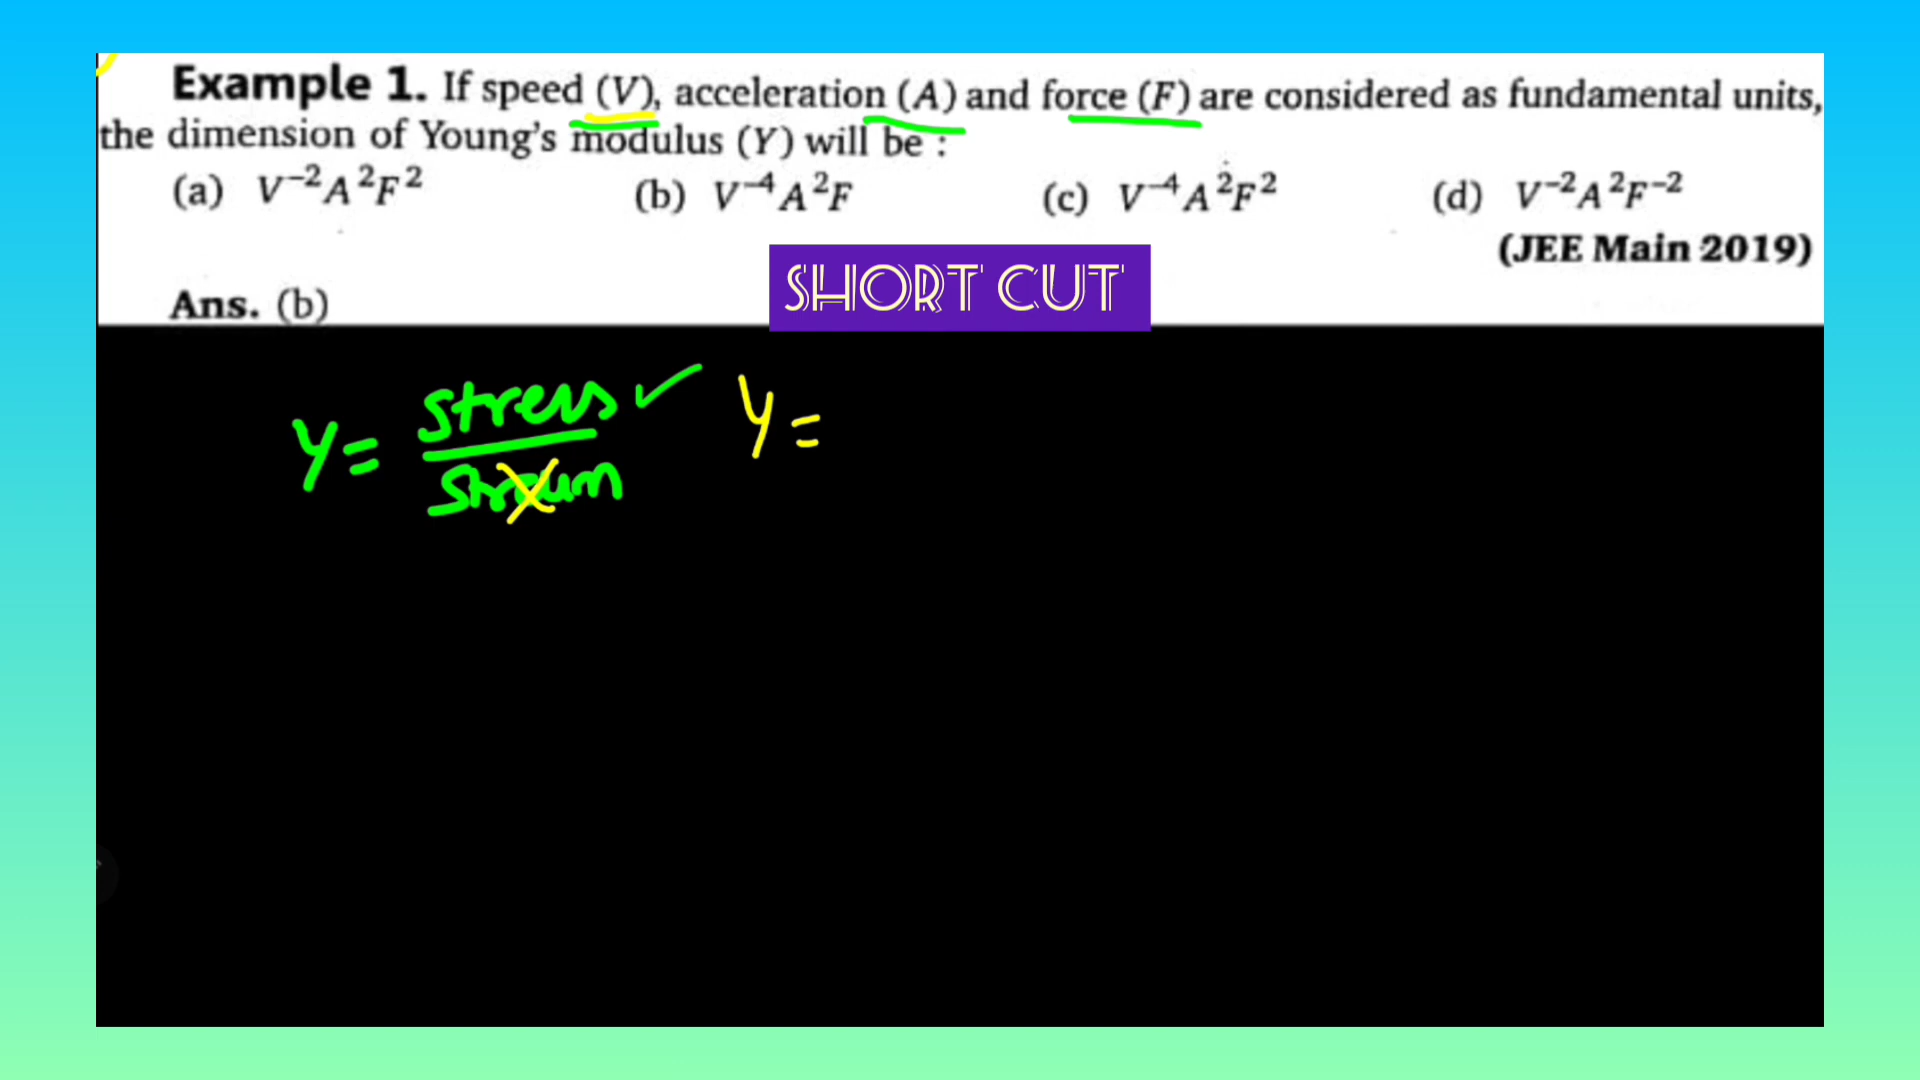 Example 1. If speed (V), acceleration (A) and force (F) are considered as fundamental units,
the dimension of Young's modulus (Y) will be :
(a) V⁻²A²F² (b) V⁻⁴A²F (c) V⁻⁴A²F² (d) V⁻²A²F⁻²
(JEE Main 2019)
SHORT CUT
Ans. (b)
Y = stress Y =
strain